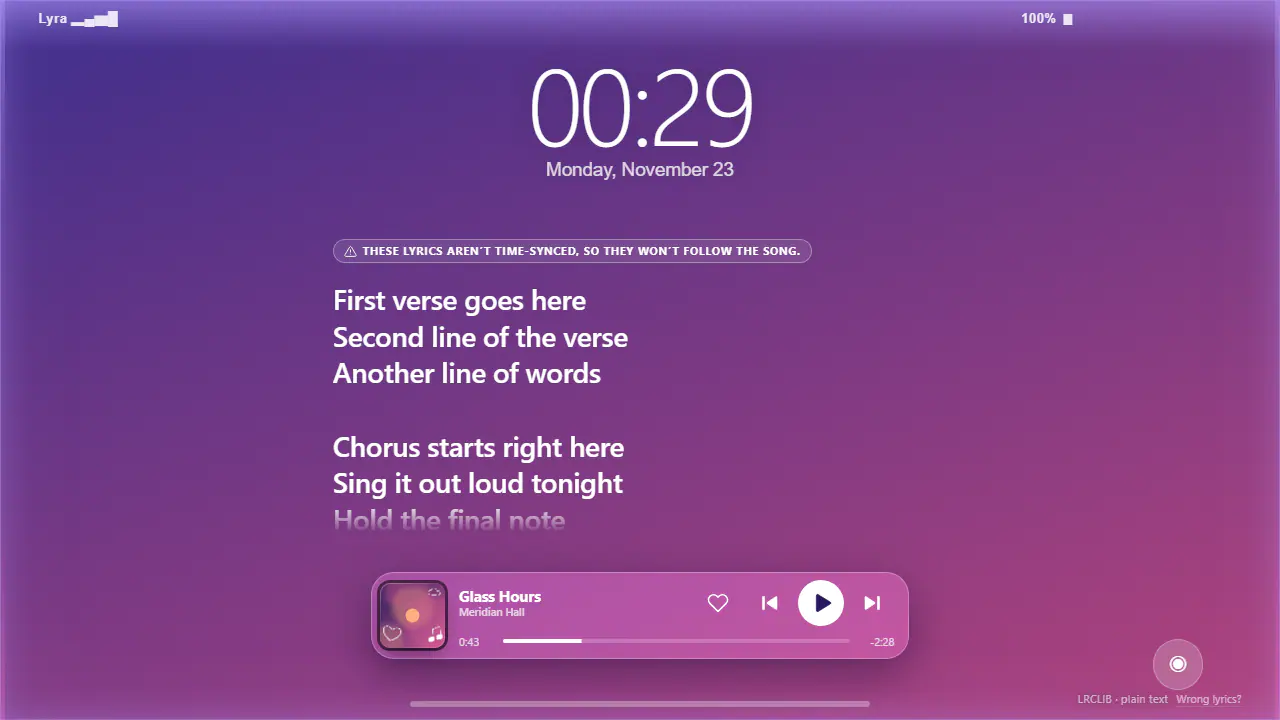 Lyra
100%
00:29
Monday, November 23
THESE LYRICS AREN'T TIME-SYNCED, SO THEY WON'T FOLLOW THE SONG.
First verse goes here
Second line of the verse
Another line of words
Chorus starts right here
Sing it out loud tonight
Hold the final note
Glass Hours
Meridian Hall
0:43
-2:28
LRCLIB · plain text Wrong lyrics?